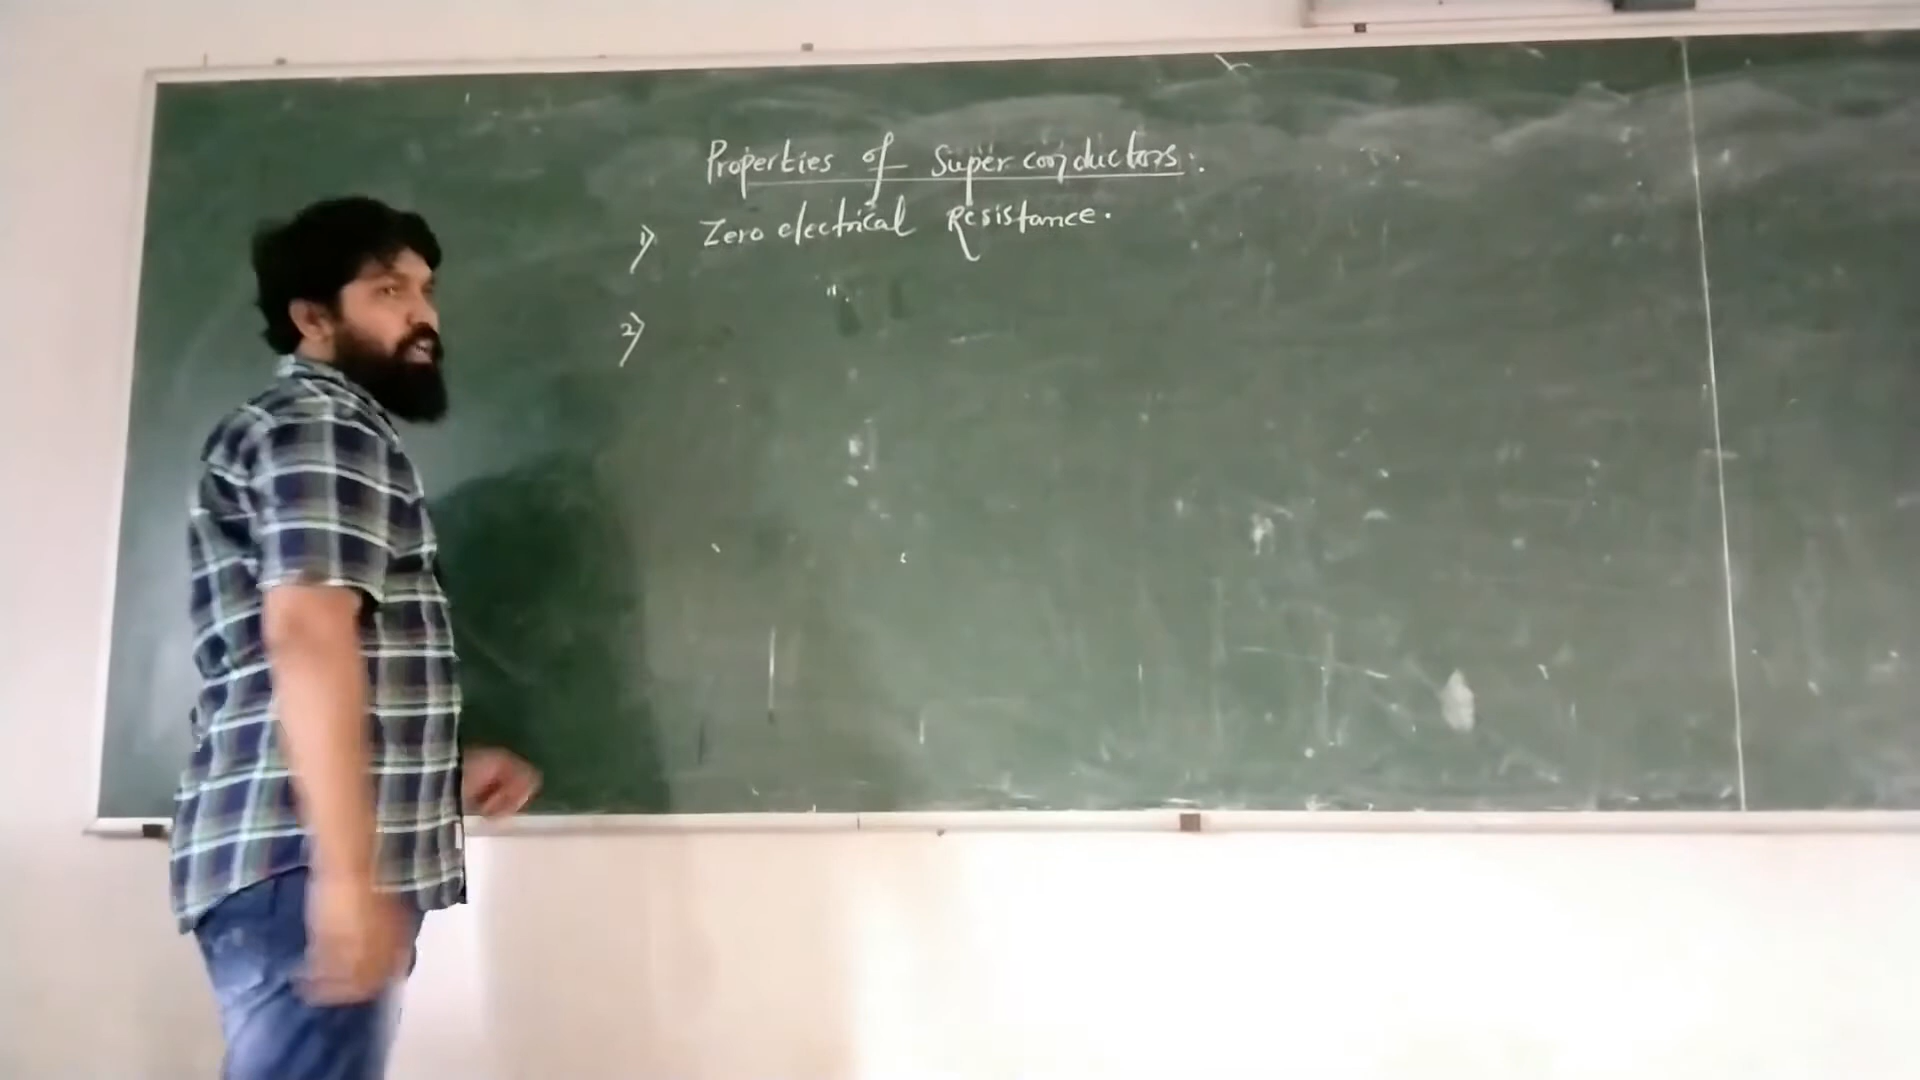 Properties of Super conductors.
1) Zero electrical Resistance.
2)